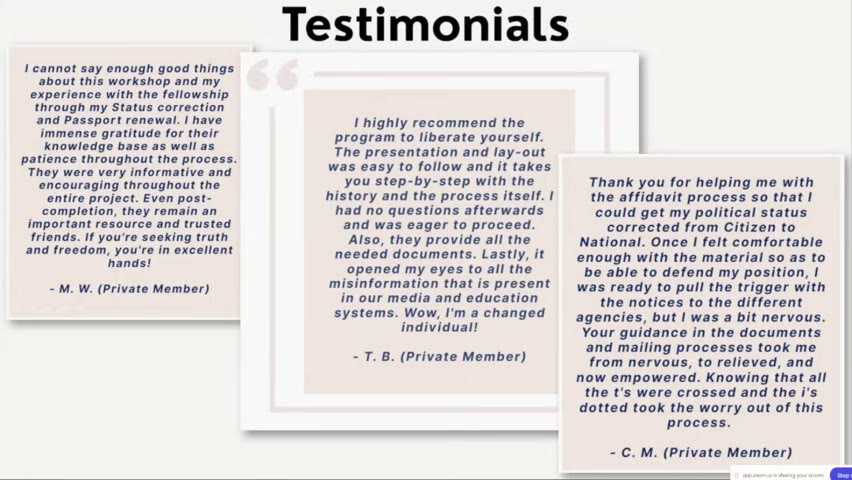 Testimonials
I cannot say enough good things
about this workshop and my
experience with the fellowship
through my Status correction
and Passport renewal. I have
immense gratitude for their
knowledge base as well as
patience throughout the process.
They were very informative and
encouraging throughout the
entire project. Even post-
completion, they remain an
important resource and trusted
friends. If you're seeking truth
and freedom, you're in excellent
hands!
- M. W. (Private Member)
I highly recommend the
program to liberate yourself.
The presentation and lay-out
was easy to follow and it takes
you step-by-step with the
history and the process itself. I
had no questions afterwards
and was eager to proceed.
Also, they provide all the
needed documents. Lastly, it
opened my eyes to all the
misinformation that is present
in our media and education
systems. Wow, I'm a changed
individual!
- T. B. (Private Member)
Thank you for helping me with
the affidavit process so that I
could get my political status
corrected from Citizen to
National. Once I felt comfortable
enough with the material so as to
be able to defend my position, I
was ready to pull the trigger with
the notices to the different
agencies, but I was a bit nervous.
Your guidance in the documents
and mailing processes took me
from nervous, to relieved, and
now empowered. Knowing that all
the t's were crossed and the i's
dotted took the worry out of this
process.
- C. M. (Private Member)
is sharing your screen.
Stop